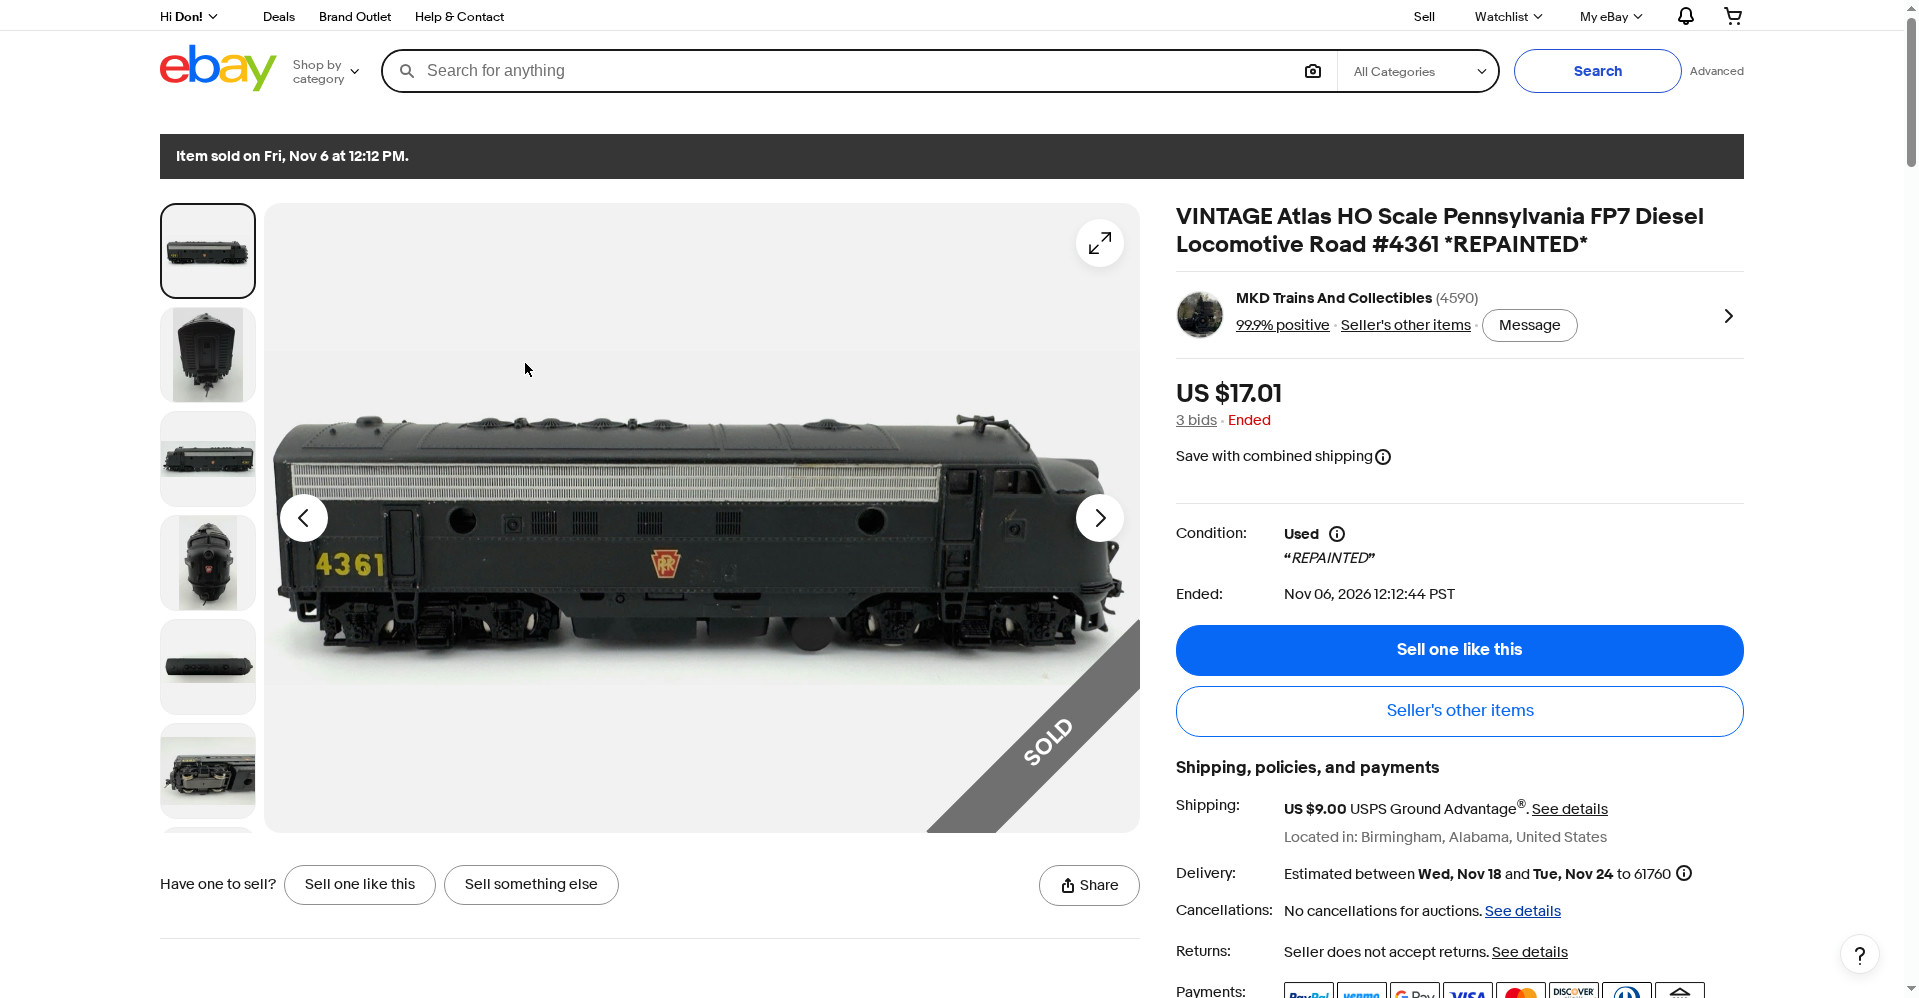 Hi Don!
Deals
Brand Outlet
Help & Contact
Sell
Watchlist
My eBay
ebay
Shop by category
Search for anything
All Categories
Search
Advanced
Item sold on Fri, Nov 6 at 12:12 PM.
VINTAGE Atlas HO Scale Pennsylvania FP7 Diesel
Locomotive Road #4361 *REPAINTED*
MKD Trains And Collectibles (4590)
99.9% positive · Seller's other items · Message
US $17.01
3 bids · Ended
Save with combined shipping
Condition: Used
“REPAINTED”
Ended: Nov 06, 2026 12:12:44 PST
Sell one like this
Seller's other items
4361
PRR
SOLD
Shipping, policies, and payments
Shipping: US $9.00 USPS Ground Advantage®. See details
Located in: Birmingham, Alabama, United States
Delivery: Estimated between Wed, Nov 18 and Tue, Nov 24 to 61760
Cancellations: No cancellations for auctions. See details
Returns: Seller does not accept returns. See details
Payments: PayPal venmo G Pay VISA DISCOVER
Have one to sell? Sell one like this Sell something else
Share
?